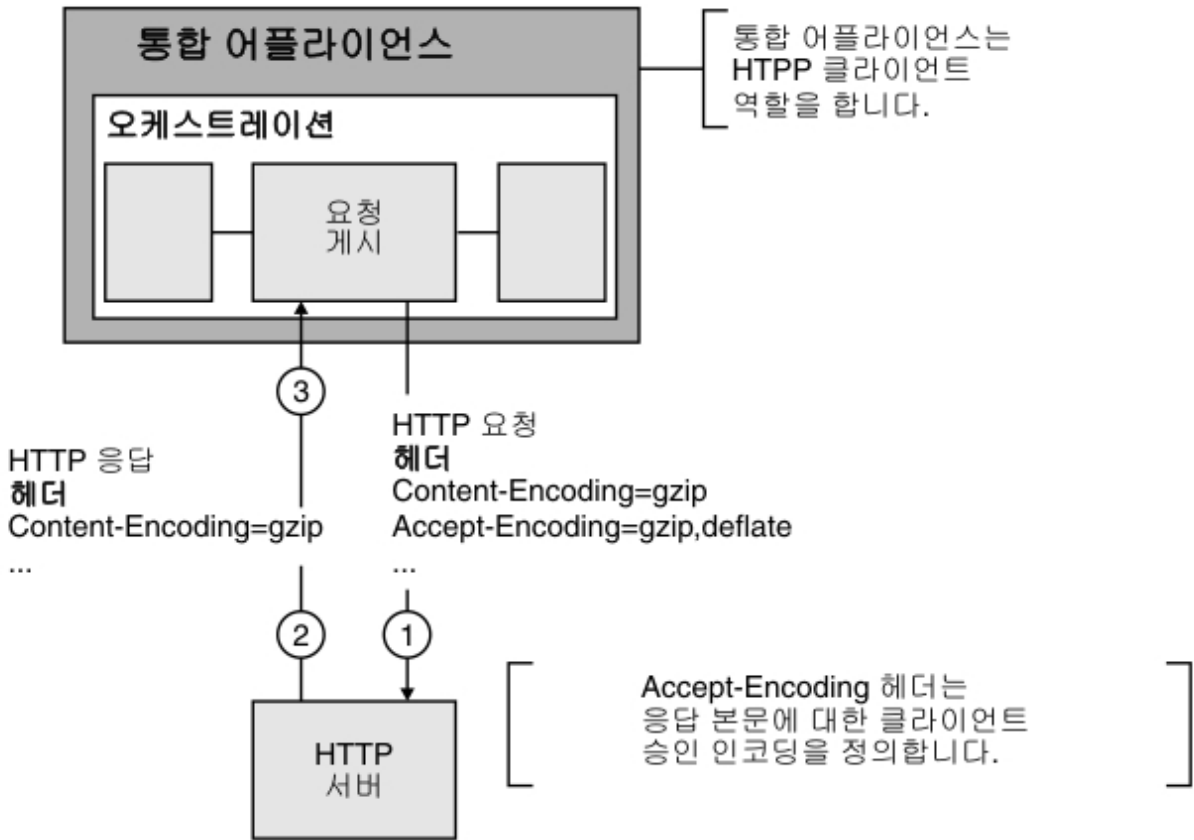 통합 어플라이언스
통합 어플라이언스는
HTPP 클라이언트
역할을 합니다.
오케스트레이션
요청
게시
3
HTTP 응답
헤더
Content-Encoding=gzip
...
HTTP 요청
헤더
Content-Encoding=gzip
Accept-Encoding=gzip,deflate
...
2
1
HTTP
서버
Accept-Encoding 헤더는
응답 본문에 대한 클라이언트
승인 인코딩을 정의합니다.